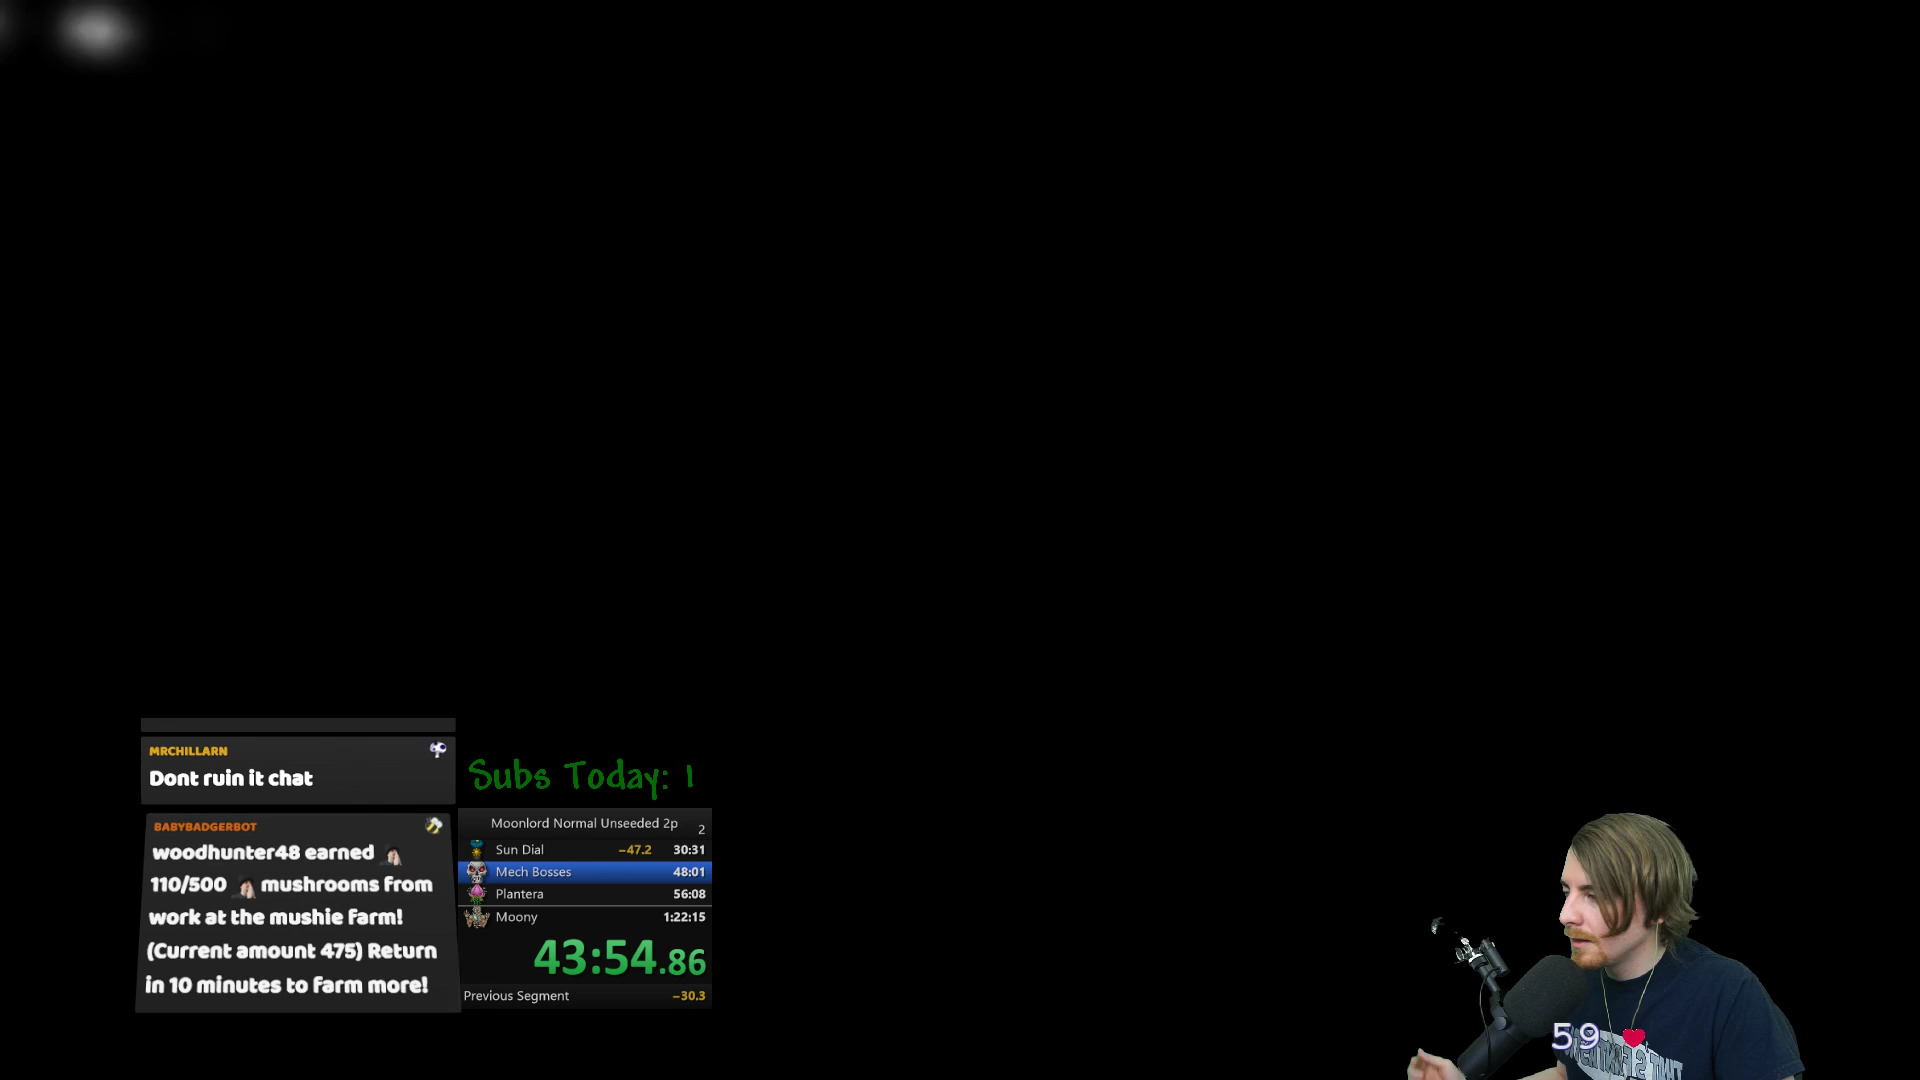 MRCHILLARN
Dont ruin it chat
BABYBADGERBOT
woodhunter48 earned
110/500 mushrooms from
work at the mushie farm!
(Current amount 475) Return
in 10 minutes to farm more!
Subs Today: 1
Moonlord Normal Unseeded 2p 2
Sun Dial -47.2 30:31
Mech Bosses 48:01
Plantera 56:08
Moony 1:22:15
43:54.86
Previous Segment -30.3
59